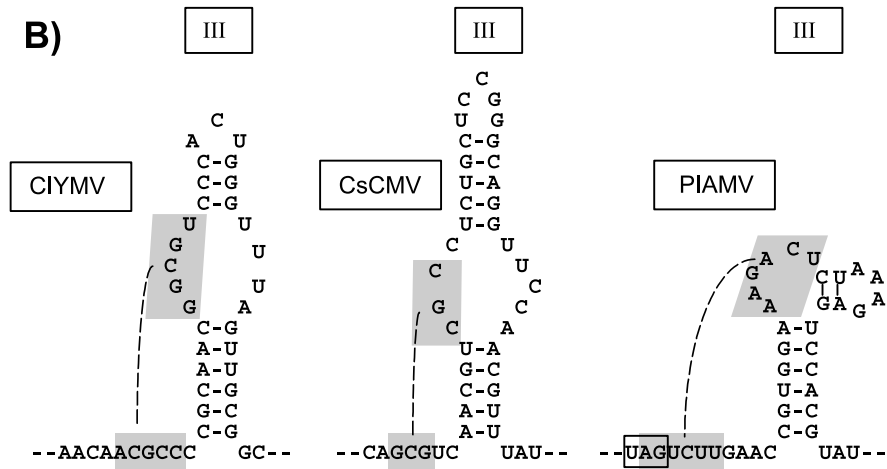 B)
III
III
III
ClYMV
CsCMV
PlAMV
C
A U
C-G
C-G
C-G
U U
G
C U
G U
G A
C-G
A-U
A-U
C-G
G-C
C G
--AACAACGCCC GC--
C
C G
U G
C-G
G-C
U-A
C-G
U-G
C U
C U
G C
C C
C A
U-A
G-C
C-G
A-U
A U
--CAGCGUC UAU--
A C U
G C U A A
A G A G A
A
A-U
G-C
G-C
U-A
G-C
C G
--UAGUCUUGAAC UAU--